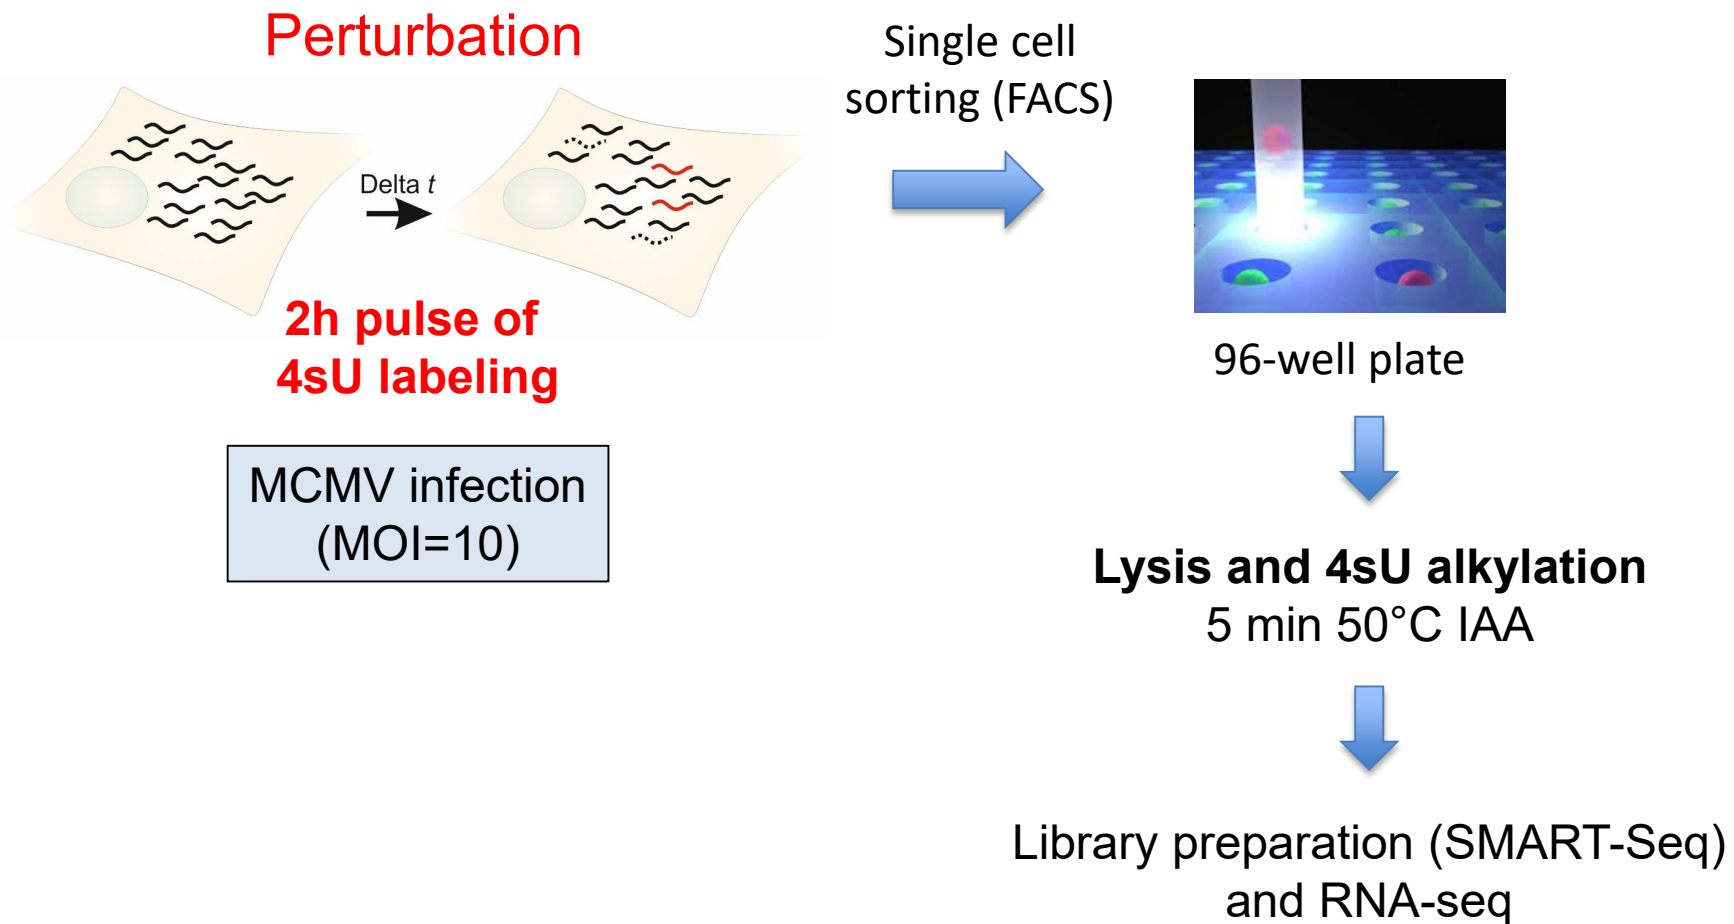 Perturbation
Delta t
2h pulse of
4sU labeling
MCMV infection
(MOI=10)
Single cell
sorting (FACS)
96-well plate
Lysis and 4sU alkylation
5 min 50°C IAA
Library preparation (SMART-Seq)
and RNA-seq